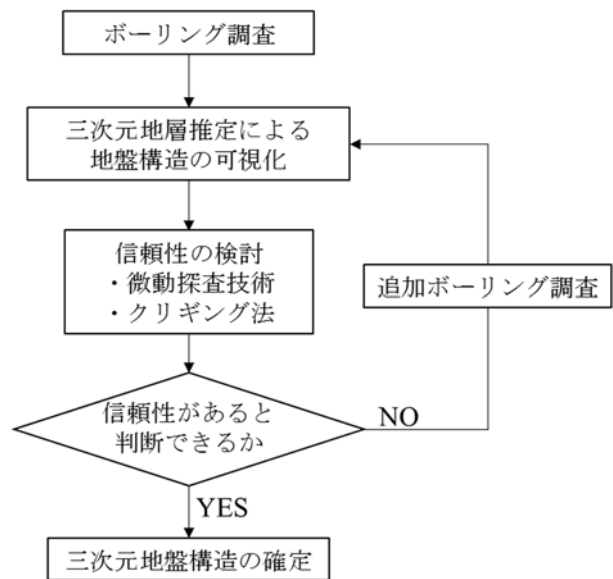 ボーリング調査
三次元地層推定による
地盤構造の可視化
信頼性の検討
・微動探査技術
・クリギング法
追加ボーリング調査
信頼性があると
判断できるか
NO
YES
三次元地盤構造の確定